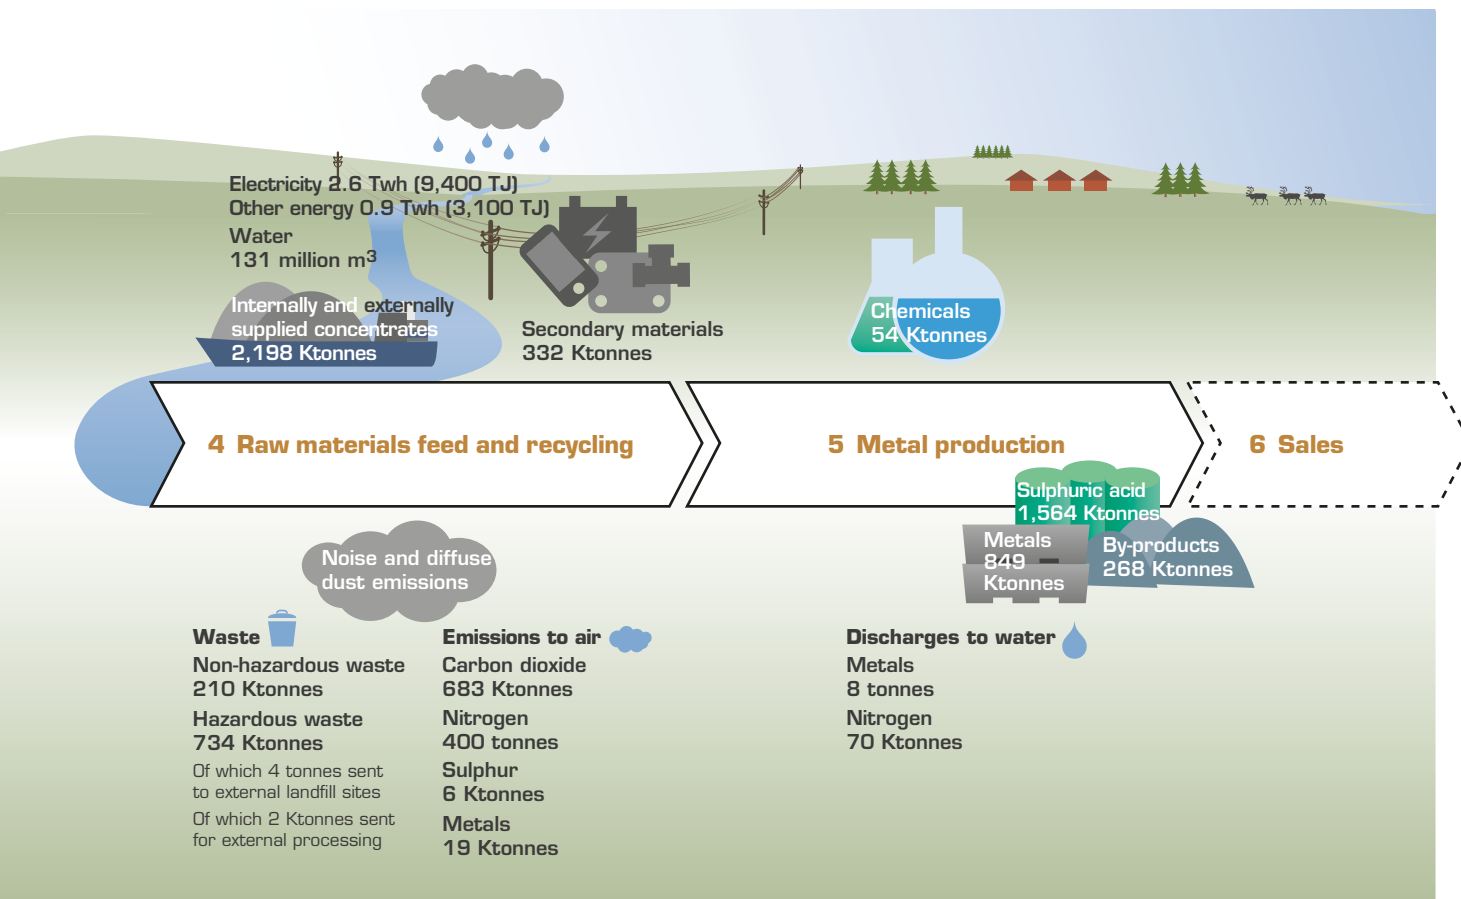 Electricity 2.6 Twh (9,400 TJ)
Other energy 0.9 Twh (3,100 TJ)
Water
131 million m³
Internally and externally
supplied concentrates
2,198 Ktonnes
Secondary materials
332 Ktonnes
Chemicals
54 Ktonnes
4 Raw materials feed and recycling
5 Metal production
6 Sales
Sulphuric acid
1,564 Ktonnes
Metals
849
Ktonnes
By-products
268 Ktonnes
Noise and diffuse
dust emissions
Waste
Non-hazardous waste
210 Ktonnes
Hazardous waste
734 Ktonnes
Of which 4 tonnes sent
to external landfill sites
Of which 2 Ktonnes sent
for external processing
Emissions to air
Carbon dioxide
683 Ktonnes
Nitrogen
400 tonnes
Sulphur
6 Ktonnes
Metals
19 Ktonnes
Discharges to water
Metals
8 tonnes
Nitrogen
70 Ktonnes